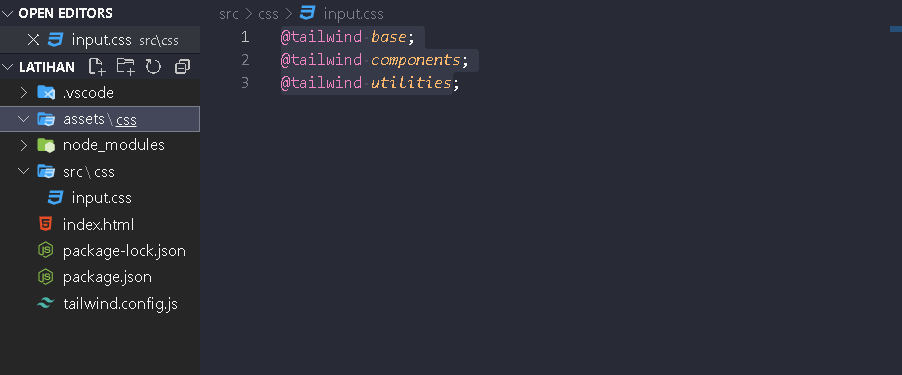 OPEN EDITORS
input.css src\css
LATIHAN
.vscode
assets\css
node_modules
src\css
input.css
index.html
package-lock.json
package.json
tailwind.config.js
src > css > input.css
1 @tailwind base;
2 @tailwind components;
3 @tailwind utilities;